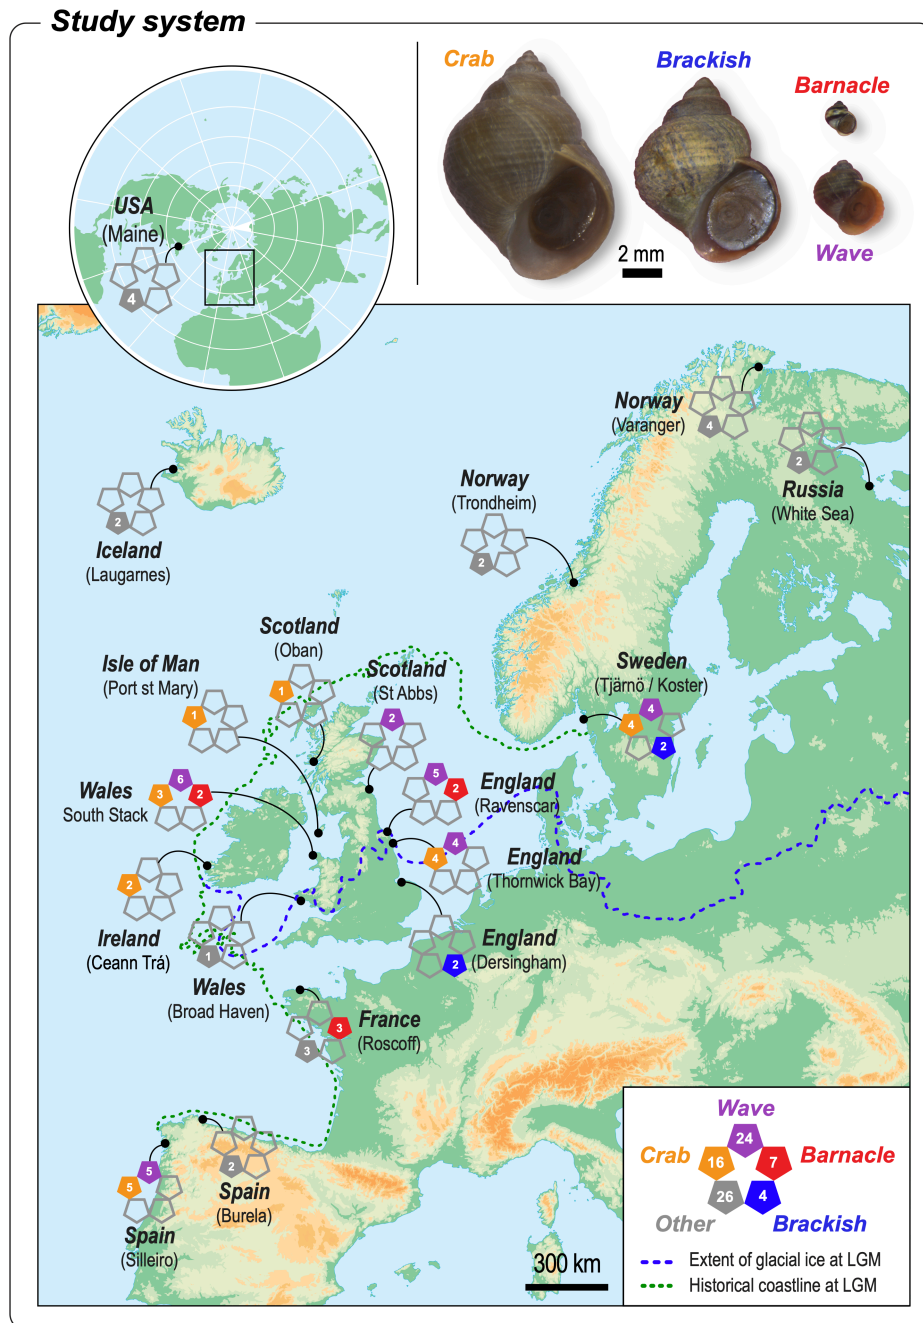 Study system
Crab
Brackish
Barnacle
Wave
2 mm
USA
(Maine)
4
Norway
(Varanger)
4
Russia
(White Sea)
2
Norway
(Trondheim)
2
Iceland
(Laugarnes)
2
Scotland
(Oban)
1
Isle of Man
(Port st Mary)
1
Scotland
(St Abbs)
2
Sweden
(Tjärnö / Koster)
4
4
2
Wales
South Stack
6
3
2
England
(Ravenscar)
5
2
England
(Thornwick Bay)
4
4
Ireland
(Ceann Trá)
2
Wales
(Broad Haven)
1
England
(Dersingham)
2
France
(Roscoff)
3
3
Spain
(Burela)
2
Spain
(Silleiro)
5
5
300 km
Wave
24
Crab
16
7
Barnacle
26
4
Other
Brackish
Extent of glacial ice at LGM
Historical coastline at LGM